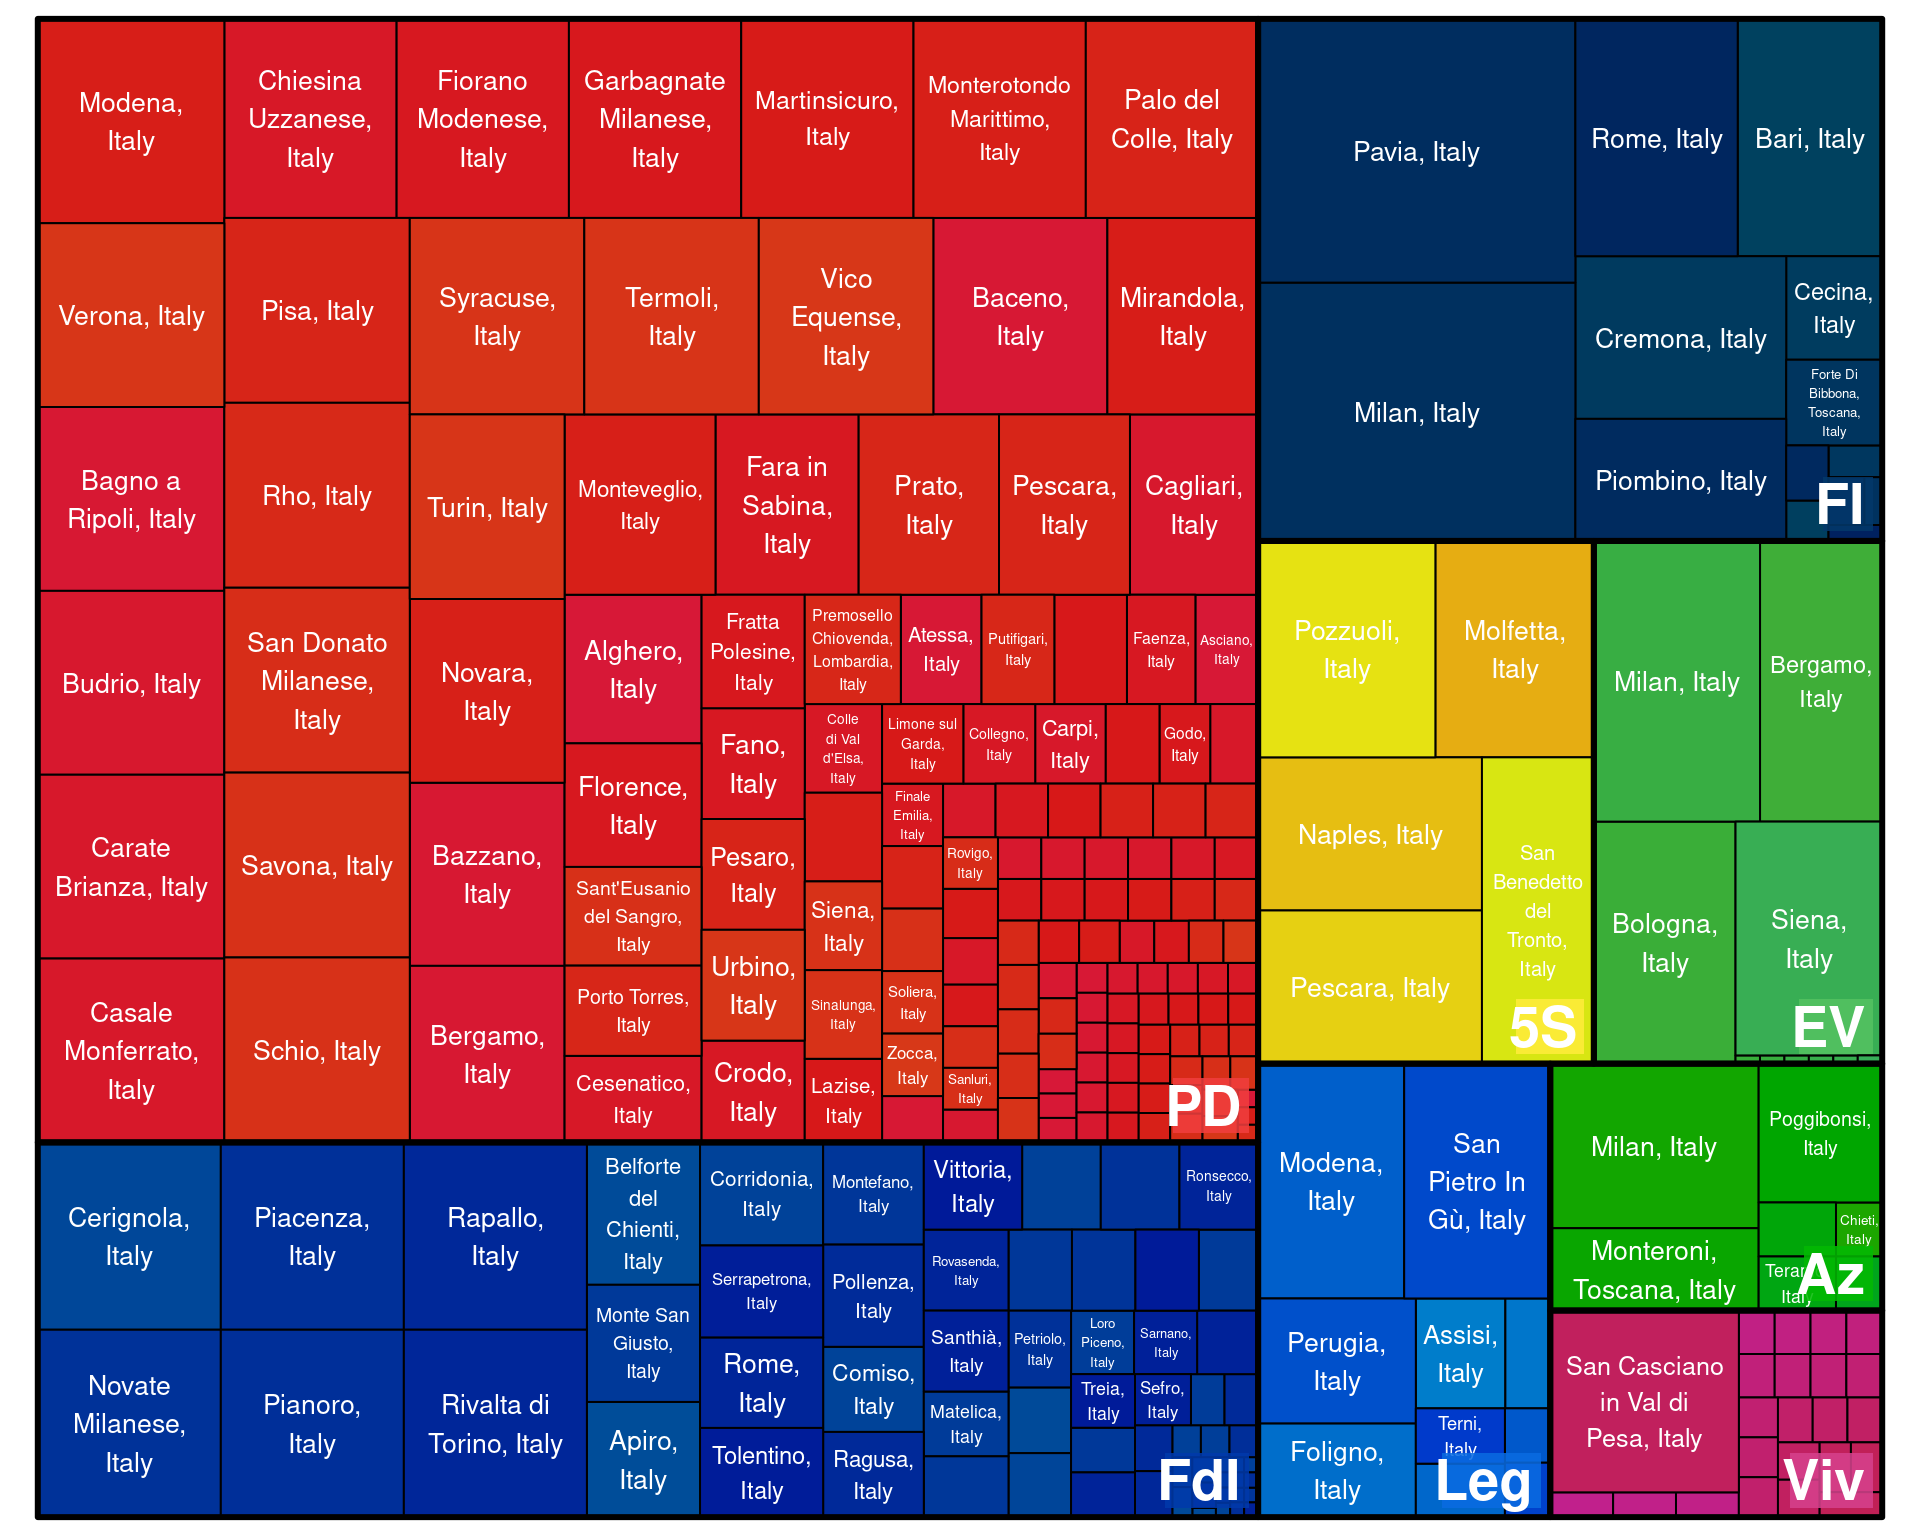 Modena,
Italy
Chiesina
Uzzanese,
Italy
Fiorano
Modenese,
Italy
Garbagnate
Milanese,
Italy
Martinsicuro,
Italy
Monterotondo
Marittimo,
Italy
Palo del
Colle, Italy
Verona, Italy
Pisa, Italy
Syracuse,
Italy
Termoli,
Italy
Vico
Equense,
Italy
Baceno,
Italy
Mirandola,
Italy
Bagno a
Ripoli, Italy
Rho, Italy
Turin, Italy
Monteveglio,
Italy
Fara in
Sabina,
Italy
Prato,
Italy
Pescara,
Italy
Cagliari,
Italy
Budrio, Italy
San Donato
Milanese,
Italy
Novara,
Italy
Alghero,
Italy
Fratta
Polesine,
Italy
Premosello
Chiovenda,
Lombardia,
Italy
Atessa,
Italy
Putifigari,
Italy
Faenza,
Italy
Asciano,
Italy
Florence,
Italy
Fano,
Italy
Colle
di Val
d'Elsa,
Italy
Limone sul
Garda,
Italy
Collegno,
Italy
Carpi,
Italy
Godo,
Italy
Carate
Brianza, Italy
Savona, Italy
Bazzano,
Italy
Sant'Eusanio
del Sangro,
Italy
Pesaro,
Italy
Finale
Emilia,
Italy
Rovigo,
Italy
Siena,
Italy
Casale
Monferrato,
Italy
Schio, Italy
Bergamo,
Italy
Porto Torres,
Italy
Urbino,
Italy
Sinalunga,
Italy
Soliera,
Italy
Cesenatico,
Italy
Crodo,
Italy
Lazise,
Italy
Zocca,
Italy
Sanluri,
Italy
PD
Pavia, Italy
Rome, Italy
Bari, Italy
Milan, Italy
Cremona, Italy
Cecina,
Italy
Forte Di
Bibbona,
Toscana,
Italy
Piombino, Italy
FI
Pozzuoli,
Italy
Molfetta,
Italy
Naples, Italy
Pescara, Italy
San
Benedetto
del
Tronto,
Italy
5S
Milan, Italy
Bergamo,
Italy
Bologna,
Italy
Siena,
Italy
EV
Cerignola,
Italy
Piacenza,
Italy
Rapallo,
Italy
Belforte
del
Chienti,
Italy
Corridonia,
Italy
Montefano,
Italy
Vittoria,
Italy
Ronsecco,
Italy
Serrapetrona,
Italy
Pollenza,
Italy
Rovasenda,
Italy
Monte San
Giusto,
Italy
Novate
Milanese,
Italy
Pianoro,
Italy
Rivalta di
Torino, Italy
Apiro,
Italy
Rome,
Italy
Comiso,
Italy
Santhià,
Italy
Petriolo,
Italy
Loro
Piceno,
Italy
Sarnano,
Italy
Treia,
Italy
Sefro,
Italy
Matelica,
Italy
Tolentino,
Italy
Ragusa,
Italy
FdI
Modena,
Italy
San
Pietro In
Gù, Italy
Perugia,
Italy
Assisi,
Italy
Foligno,
Italy
Terni,
Italy
Leg
Milan, Italy
Poggibonsi,
Italy
Monteroni,
Toscana, Italy
Chieti,
Italy
Italy
Az
San Casciano
in Val di
Pesa, Italy
Viv